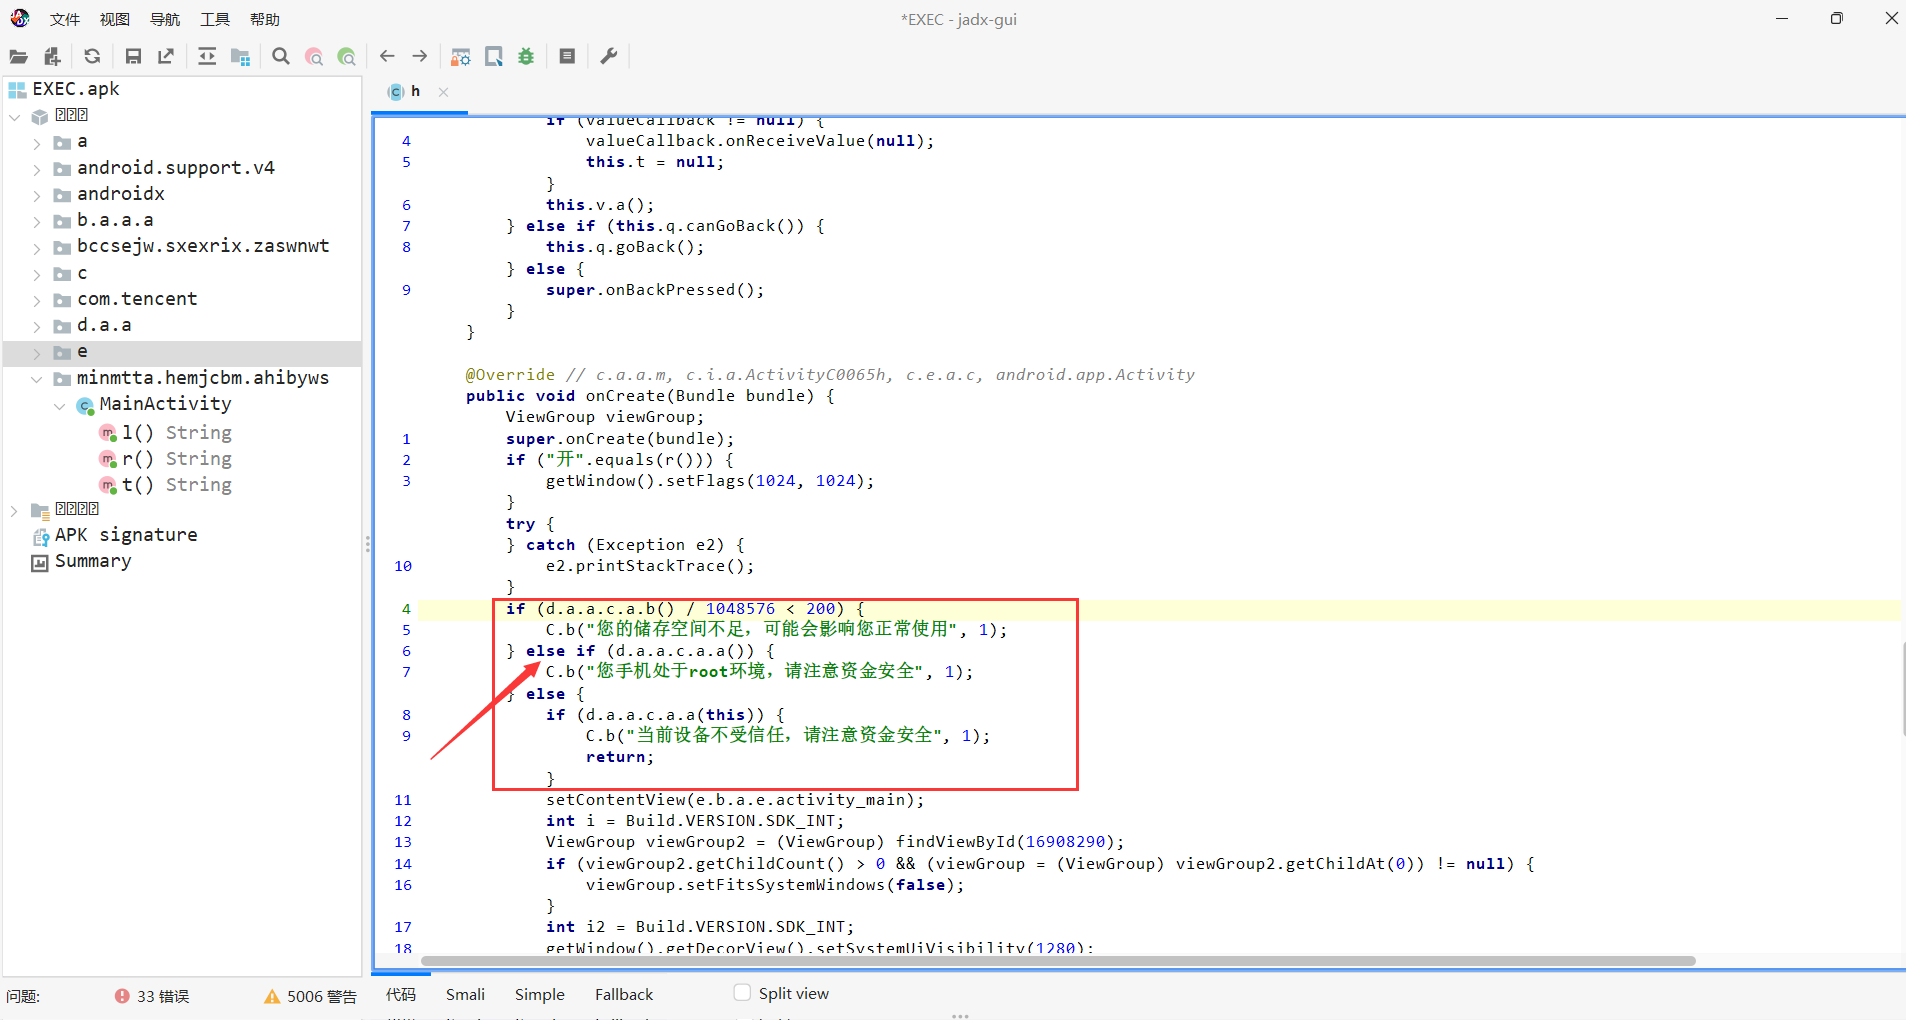 文件 视图 导航 工具 帮助
*EXEC - jadx-gui
EXEC.apk
a
android.support.v4
androidx
b.a.a.a
bccsejw.sxexrix.zaswnwt
c
com.tencent
d.a.a
e
minmtta.hemjcbm.ahibyws
MainActivity
l() String
r() String
t() String
APK signature
Summary
h
if (valueCallback != null) {
4 valueCallback.onReceiveValue(null);
5 this.t = null;
}
6 this.v.a();
7 } else if (this.q.canGoBack()) {
8 this.q.goBack();
} else {
9 super.onBackPressed();
}
}
@Override // c.a.a.m, c.i.a.ActivityC0065h, c.e.a.c, android.app.Activity
public void onCreate(Bundle bundle) {
ViewGroup viewGroup;
1 super.onCreate(bundle);
2 if ("开".equals(r())) {
3 getWindow().setFlags(1024, 1024);
}
try {
} catch (Exception e2) {
10 e2.printStackTrace();
}
4 if (d.a.a.c.a.b() / 1048576 < 200) {
5 C.b("您的储存空间不足，可能会影响您正常使用", 1);
6 } else if (d.a.a.c.a.a()) {
7 C.b("您手机处于root环境，请注意资金安全", 1);
} else {
8 if (d.a.a.c.a.a(this)) {
9 C.b("当前设备不受信任，请注意资金安全", 1);
return;
}
11 setContentView(e.b.a.e.activity_main);
12 int i = Build.VERSION.SDK_INT;
13 ViewGroup viewGroup2 = (ViewGroup) findViewById(16908290);
14 if (viewGroup2.getChildCount() > 0 && (viewGroup = (ViewGroup) viewGroup2.getChildAt(0)) != null) {
16 viewGroup.setFitsSystemWindows(false);
}
17 int i2 = Build.VERSION.SDK_INT;
18 getWindow().getDecorView().setSystemUiVisibility(1280);
问题: 33 错误 5006 警告
代码 Smali Simple Fallback Split view